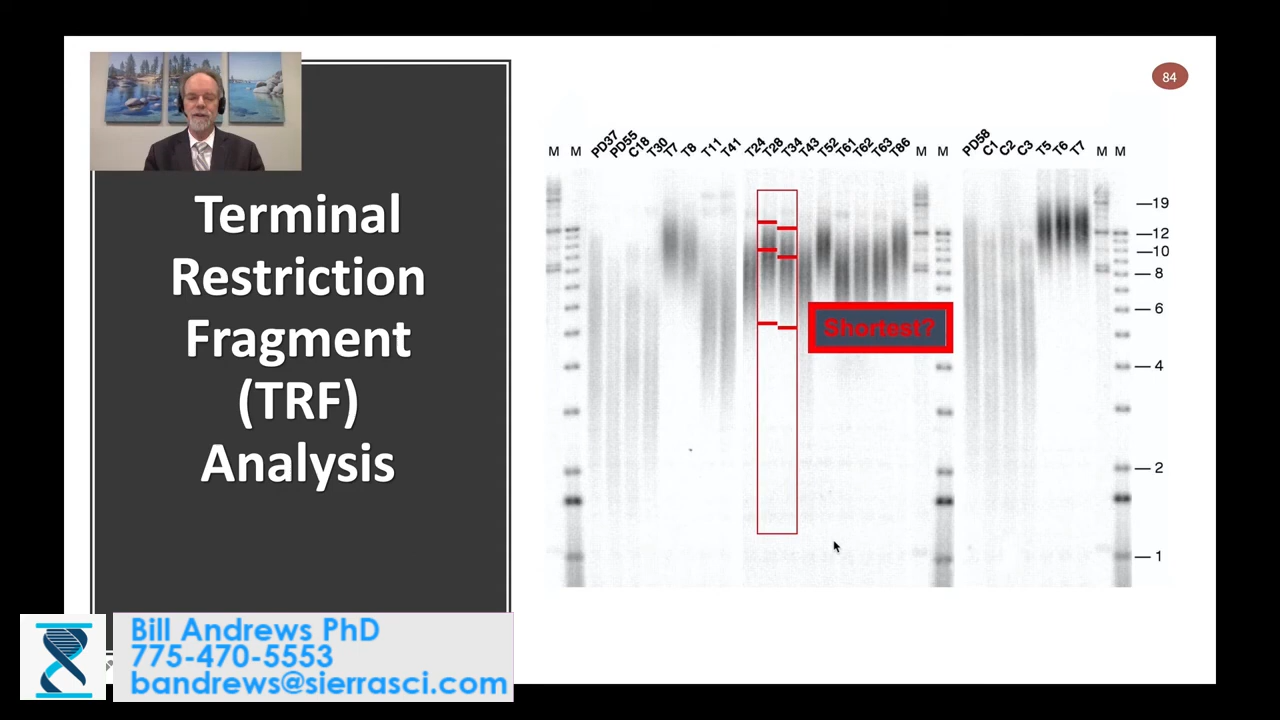 84
Terminal
Restriction
Fragment
(TRF)
Analysis
M M PD37 PD55 C18 T30 T7 T8 T11 T41 T24 T28 T34 T43 T52 T61 T62 T63 T86 M M PD58 C1 C2 C3 T5 T6 T7 M M
19
12
10
8
6
Shortest?
4
2
1
Bill Andrews PhD
775-470-5553
bandrews@sierrasci.com